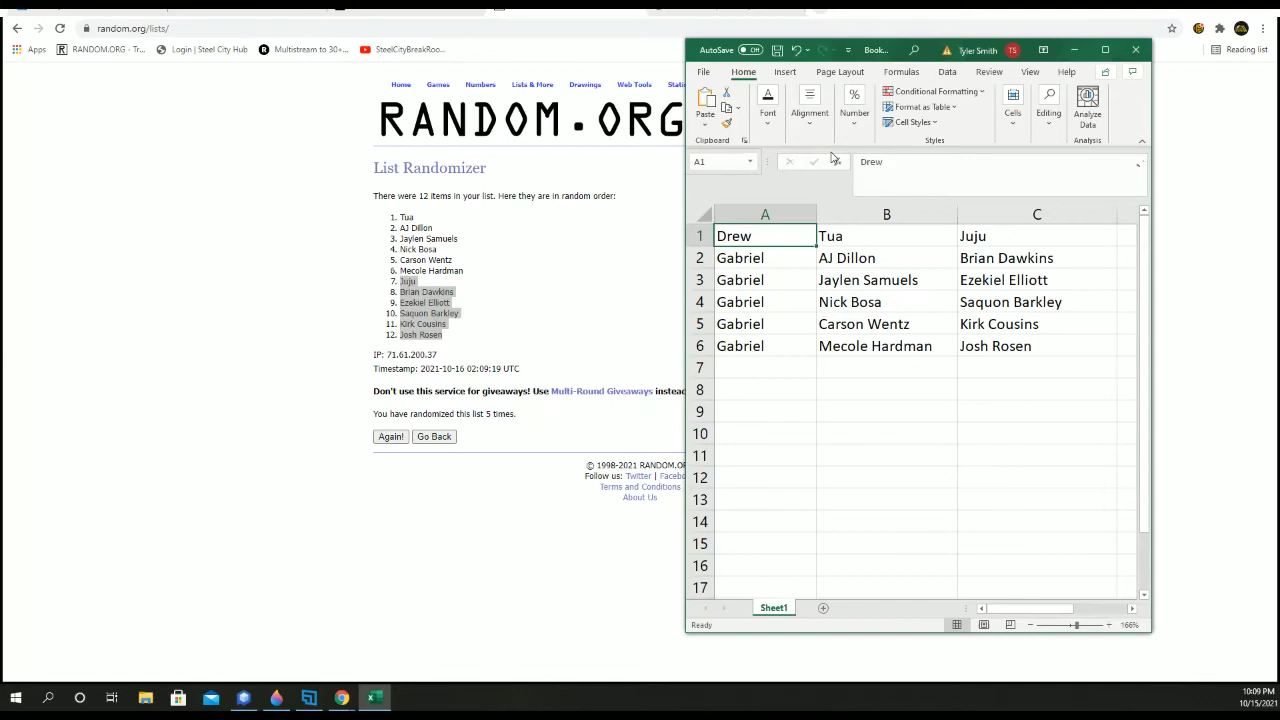 random.org/lists/
Apps RANDOM.ORG - Tr... Login | Steel City Hub Multistream to 30+... SteelCityBreakRoo... Reading list
Home Games Numbers Lists & More Drawings Web Tools
RANDOM.ORG
List Randomizer
There were 12 items in your list. Here they are in random order:
1. Tua
2. AJ Dillon
3. Jaylen Samuels
4. Nick Bosa
5. Carson Wentz
6. Mecole Hardman
7. Juju
8. Brian Dawkins
9. Ezekiel Elliott
10. Saquon Barkley
11. Kirk Cousins
12. Josh Rosen
IP: 71.61.200.37
Timestamp: 2021-10-16 02:09:19 UTC
Don't use this service for giveaways! Use Multi-Round Giveaways instead
You have randomized this list 5 times.
Again! Go Back
© 1998-2021 RANDOM.OR
Follow us: Twitter | Facebo
Terms and Conditions
About Us
AutoSave Off Book... Tyler Smith TS
File Home Insert Page Layout Formulas Data Review View Help
Paste Font Alignment Number Conditional Formatting Format as Table Cell Styles Cells Editing Analyze Data
Clipboard Styles Analysis
A1 Drew
A B C
1 Drew Tua Juju
2 Gabriel AJ Dillon Brian Dawkins
3 Gabriel Jaylen Samuels Ezekiel Elliott
4 Gabriel Nick Bosa Saquon Barkley
5 Gabriel Carson Wentz Kirk Cousins
6 Gabriel Mecole Hardman Josh Rosen
7
8
9
10
11
12
13
14
15
16
17
Sheet1
Ready 166%
10:09 PM
10/15/2021